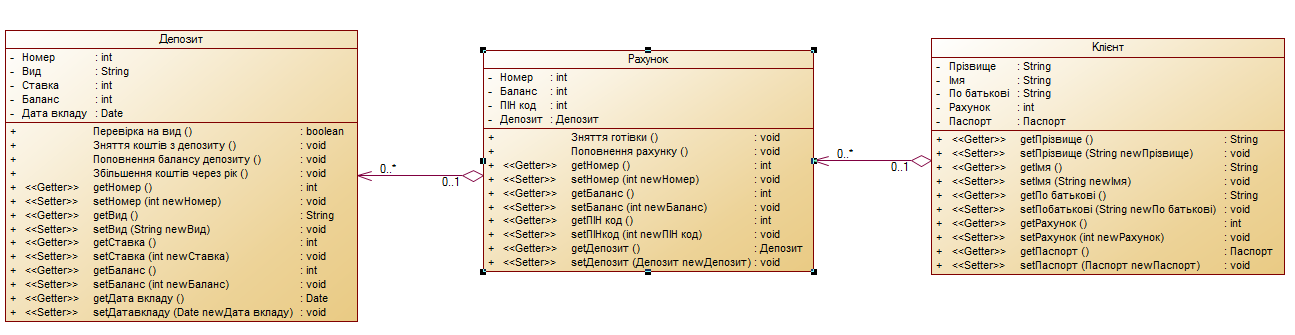 Депозит
- Номер : int
- Вид : String
- Ставка : int
- Баланс : int
- Дата вкладу : Date
+ Перевірка на вид () : boolean
+ Зняття коштів з депозиту () : void
+ Поповнення балансу депозиту () : void
+ Збільшення коштів через рік () : void
+ <<Getter>> getНомер () : int
+ <<Setter>> setНомер (int newНомер) : void
+ <<Getter>> getВид () : String
+ <<Setter>> setВид (String newВид) : void
+ <<Getter>> getСтавка () : int
+ <<Setter>> setСтавка (int newСтавка) : void
+ <<Getter>> getБаланс () : int
+ <<Setter>> setБаланс (int newБаланс) : void
+ <<Getter>> getДата вкладу () : Date
+ <<Setter>> setДатавкладу (Date newДата вкладу) : void
0..*
0..1
Рахунок
- Номер : int
- Баланс : int
- ПІН код : int
- Депозит : Депозит
+ Зняття готівки () : void
+ Поповнення рахунку () : void
+ <<Getter>> getНомер () : int
+ <<Setter>> setНомер (int newНомер) : void
+ <<Getter>> getБаланс () : int
+ <<Setter>> setБаланс (int newБаланс) : void
+ <<Getter>> getПІН код () : int
+ <<Setter>> setПІНкод (int newПІН код) : void
+ <<Getter>> getДепозит () : Депозит
+ <<Setter>> setДепозит (Депозит newДепозит) : void
0..*
0..1
Клієнт
- Прізвище : String
- Імя : String
- По батькові : String
- Рахунок : int
- Паспорт : Паспорт
+ <<Getter>> getПрізвище () : String
+ <<Setter>> setПрізвище (String newПрізвище) : void
+ <<Getter>> getІмя () : String
+ <<Setter>> setІмя (String newІмя) : void
+ <<Getter>> getПо батькові () : String
+ <<Setter>> setПобатькові (String newПо батькові) : void
+ <<Getter>> getРахунок () : int
+ <<Setter>> setРахунок (int newРахунок) : void
+ <<Getter>> getПаспорт () : Паспорт
+ <<Setter>> setПаспорт (Паспорт newПаспорт) : void